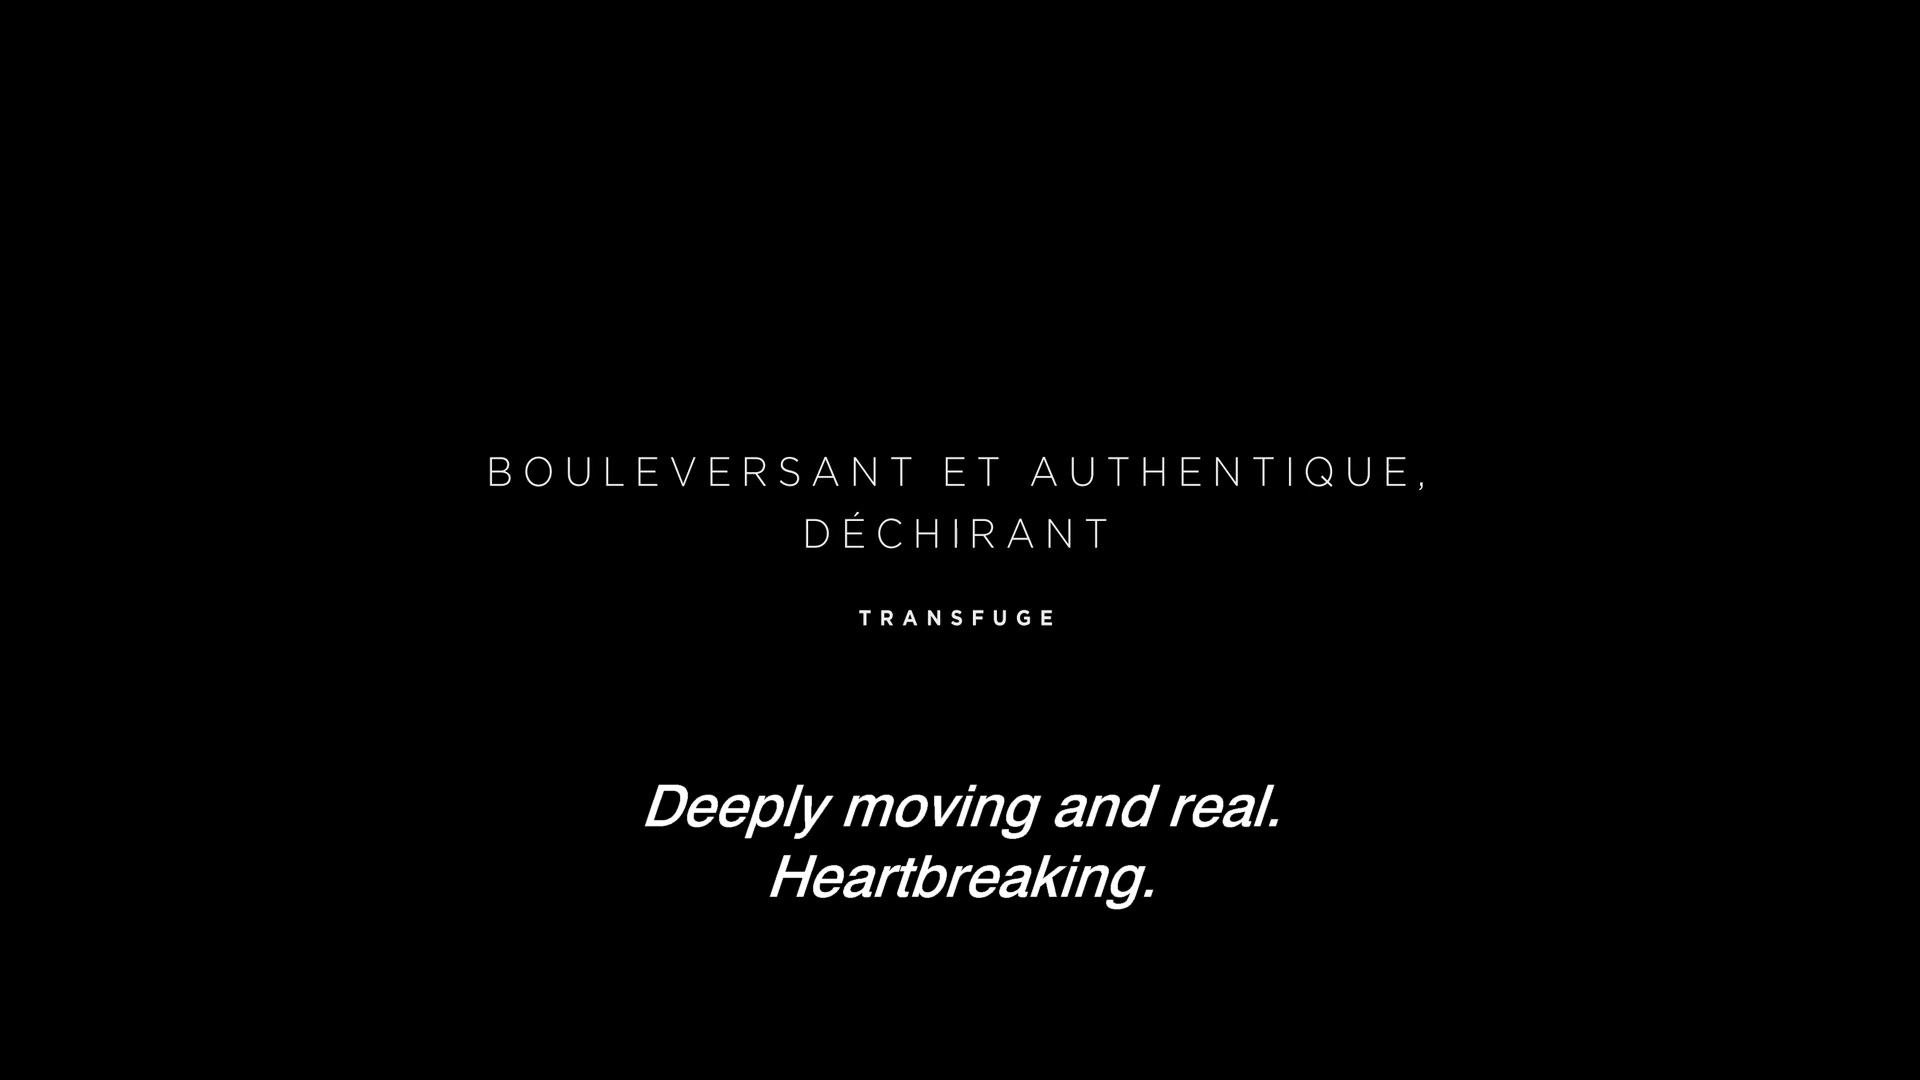 BOULEVERSANT ET AUTHENTIQUE,
DÉCHIRANT
TRANSFUGE
Deeply moving and real.
Heartbreaking.